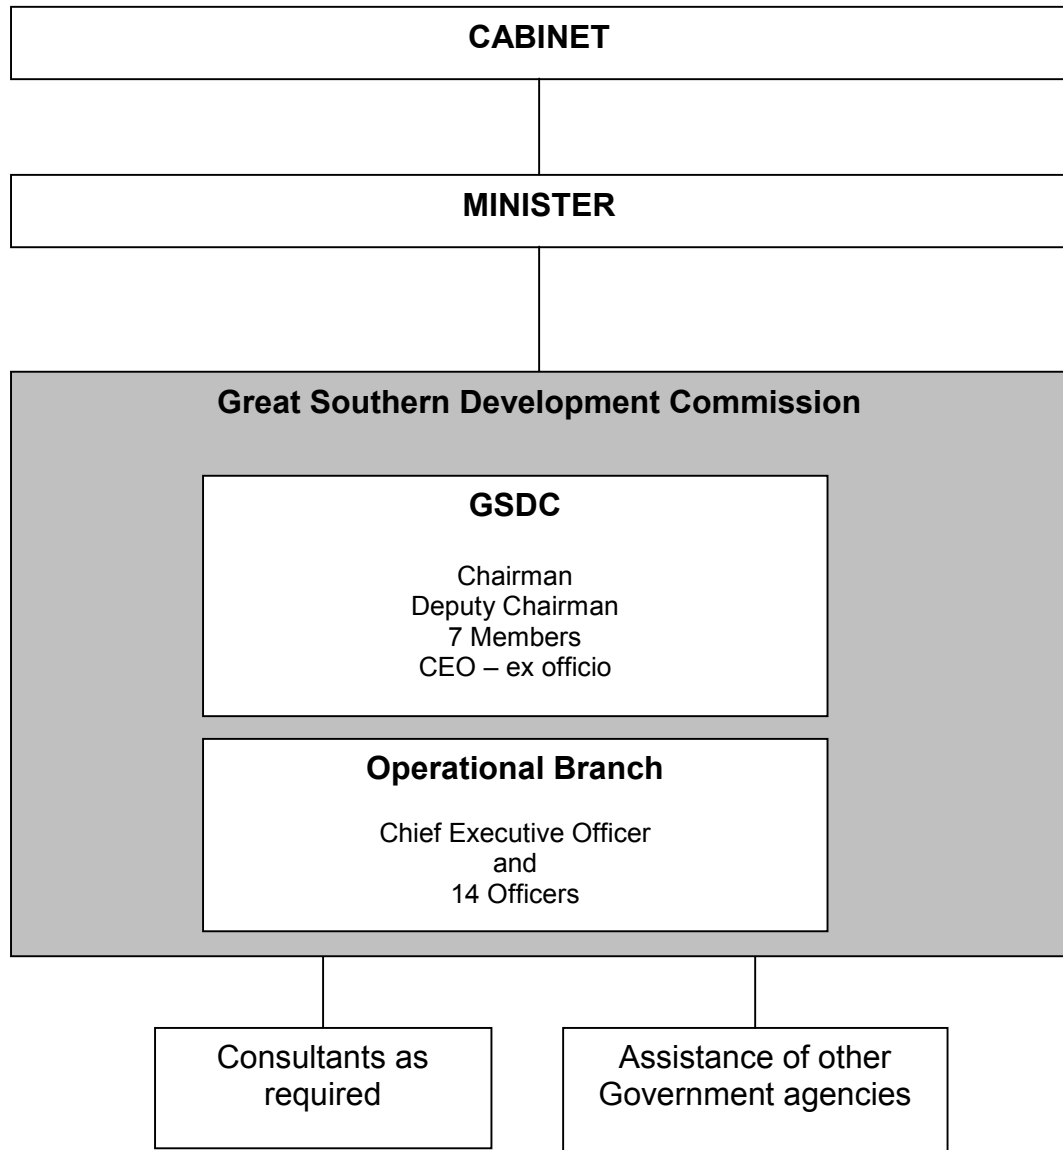 CABINET
MINISTER
Great Southern Development Commission
GSDC
Chairman
Deputy Chairman
7 Members
CEO – ex officio
Operational Branch
Chief Executive Officer
and
14 Officers
Consultants as
required
Assistance of other
Government agencies